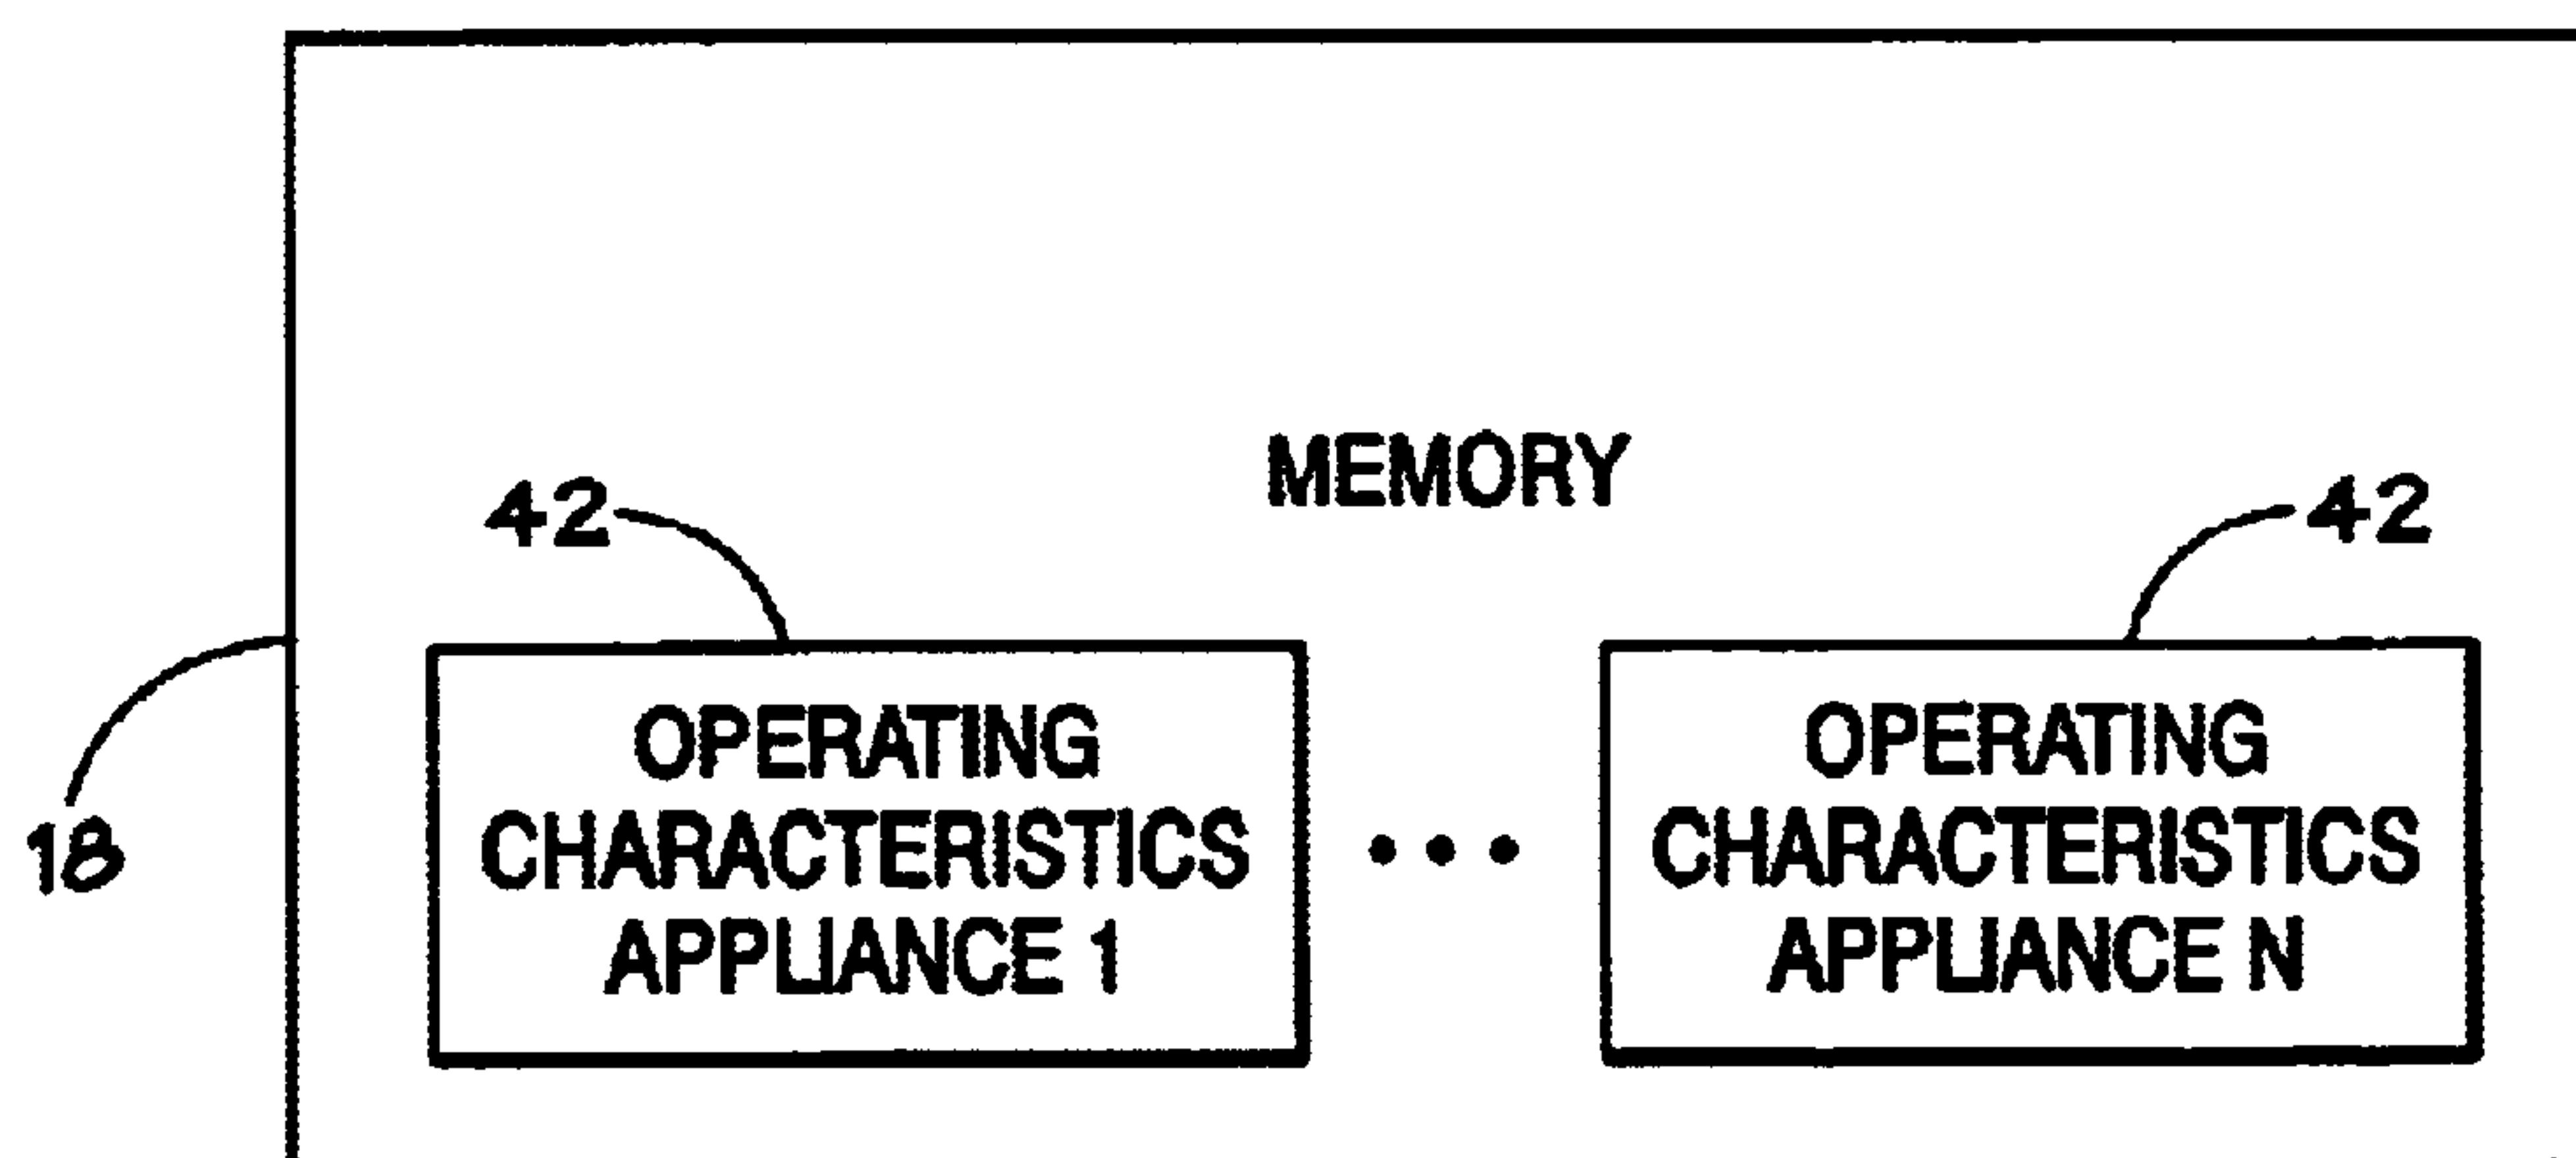 MEMORY
42
42
18
OPERATING
CHARACTERISTICS
APPLIANCE 1
• • •
OPERATING
CHARACTERISTICS
APPLIANCE N